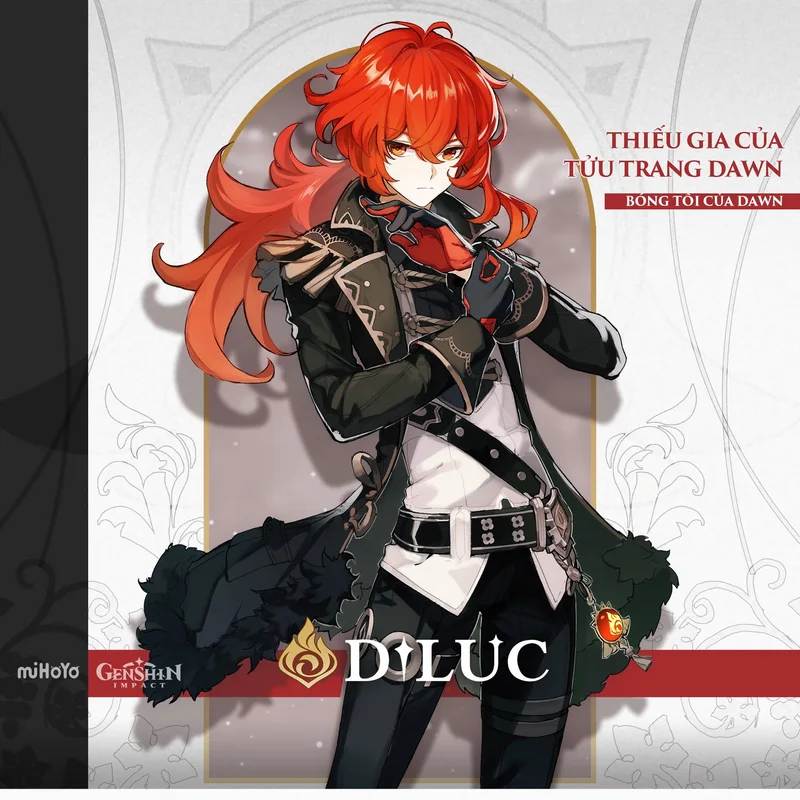 THIẾU GIA CỦA
TỬU TRANG DAWN
BÓNG TỐI CỦA DAWN
DILUC
miHoYo
GENSHIN
IMPACT